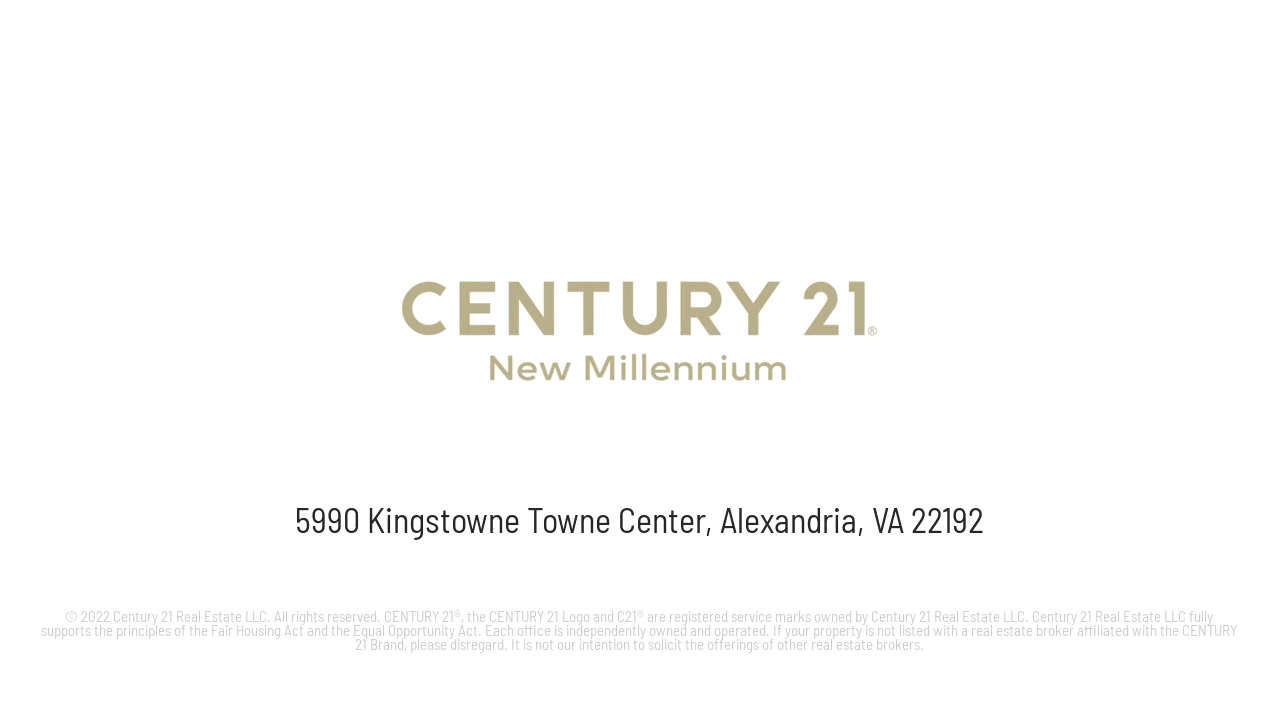 CENTURY 21®
New Millennium
5990 Kingstowne Towne Center, Alexandria, VA 22192
© 2022 Century 21 Real Estate LLC. All rights reserved. CENTURY 21®, the CENTURY 21 Logo and C21® are registered service marks owned by Century 21 Real Estate LLC. Century 21 Real Estate LLC fully
supports the principles of the Fair Housing Act and the Equal Opportunity Act. Each office is independently owned and operated. If your property is not listed with a real estate broker affiliated with the CENTURY
21 Brand, please disregard. It is not our intention to solicit the offerings of other real estate brokers.